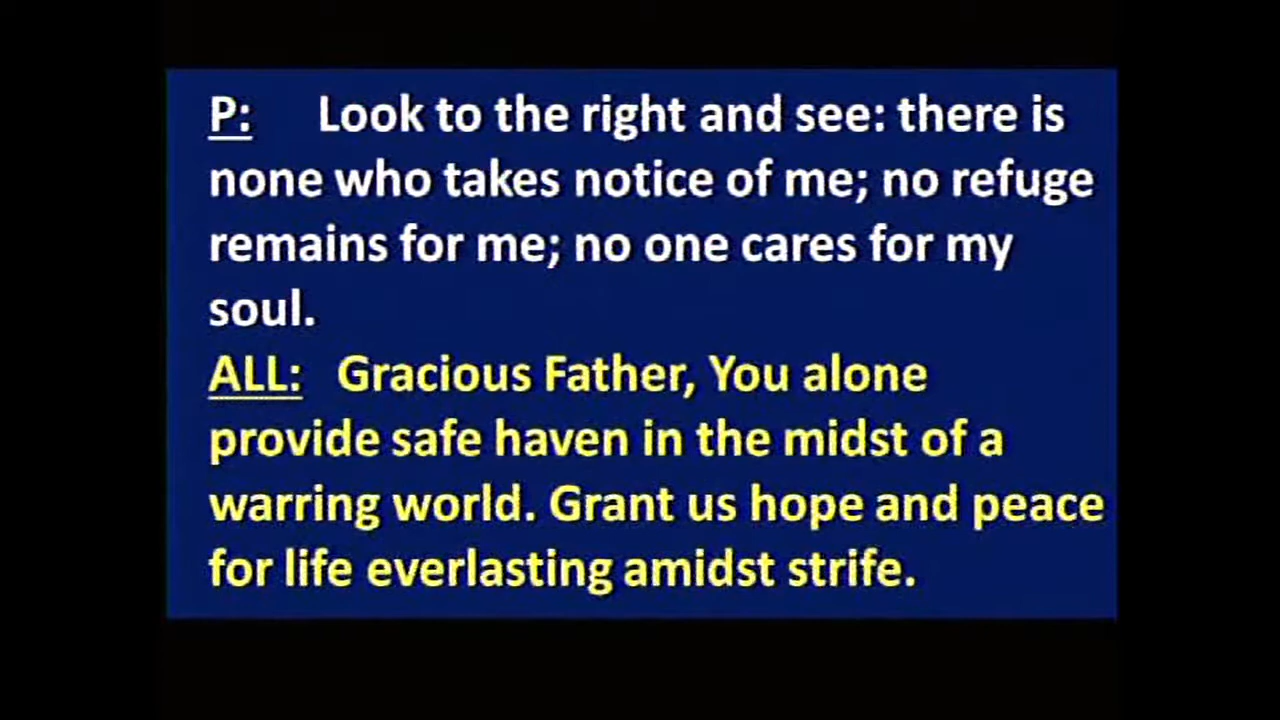 P: Look to the right and see: there is
none who takes notice of me; no refuge
remains for me; no one cares for my
soul.
ALL: Gracious Father, You alone
provide safe haven in the midst of a
warring world. Grant us hope and peace
for life everlasting amidst strife.